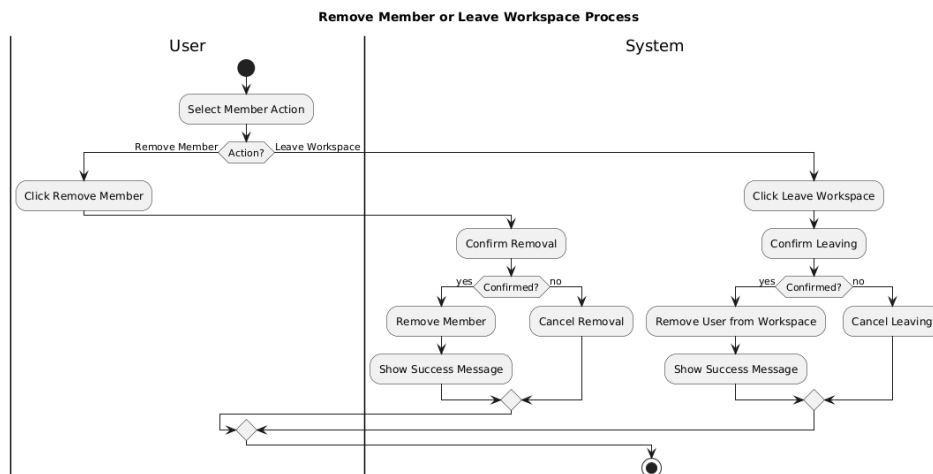 Remove Member or Leave Workspace Process
User
System
Select Member Action
Remove Member
Action?
Leave Workspace
Click Remove Member
Click Leave Workspace
Confirm Removal
Confirm Leaving
yes
Confirmed?
no
yes
Confirmed?
no
Remove Member
Cancel Removal
Remove User from Workspace
Cancel Leaving
Show Success Message
Show Success Message